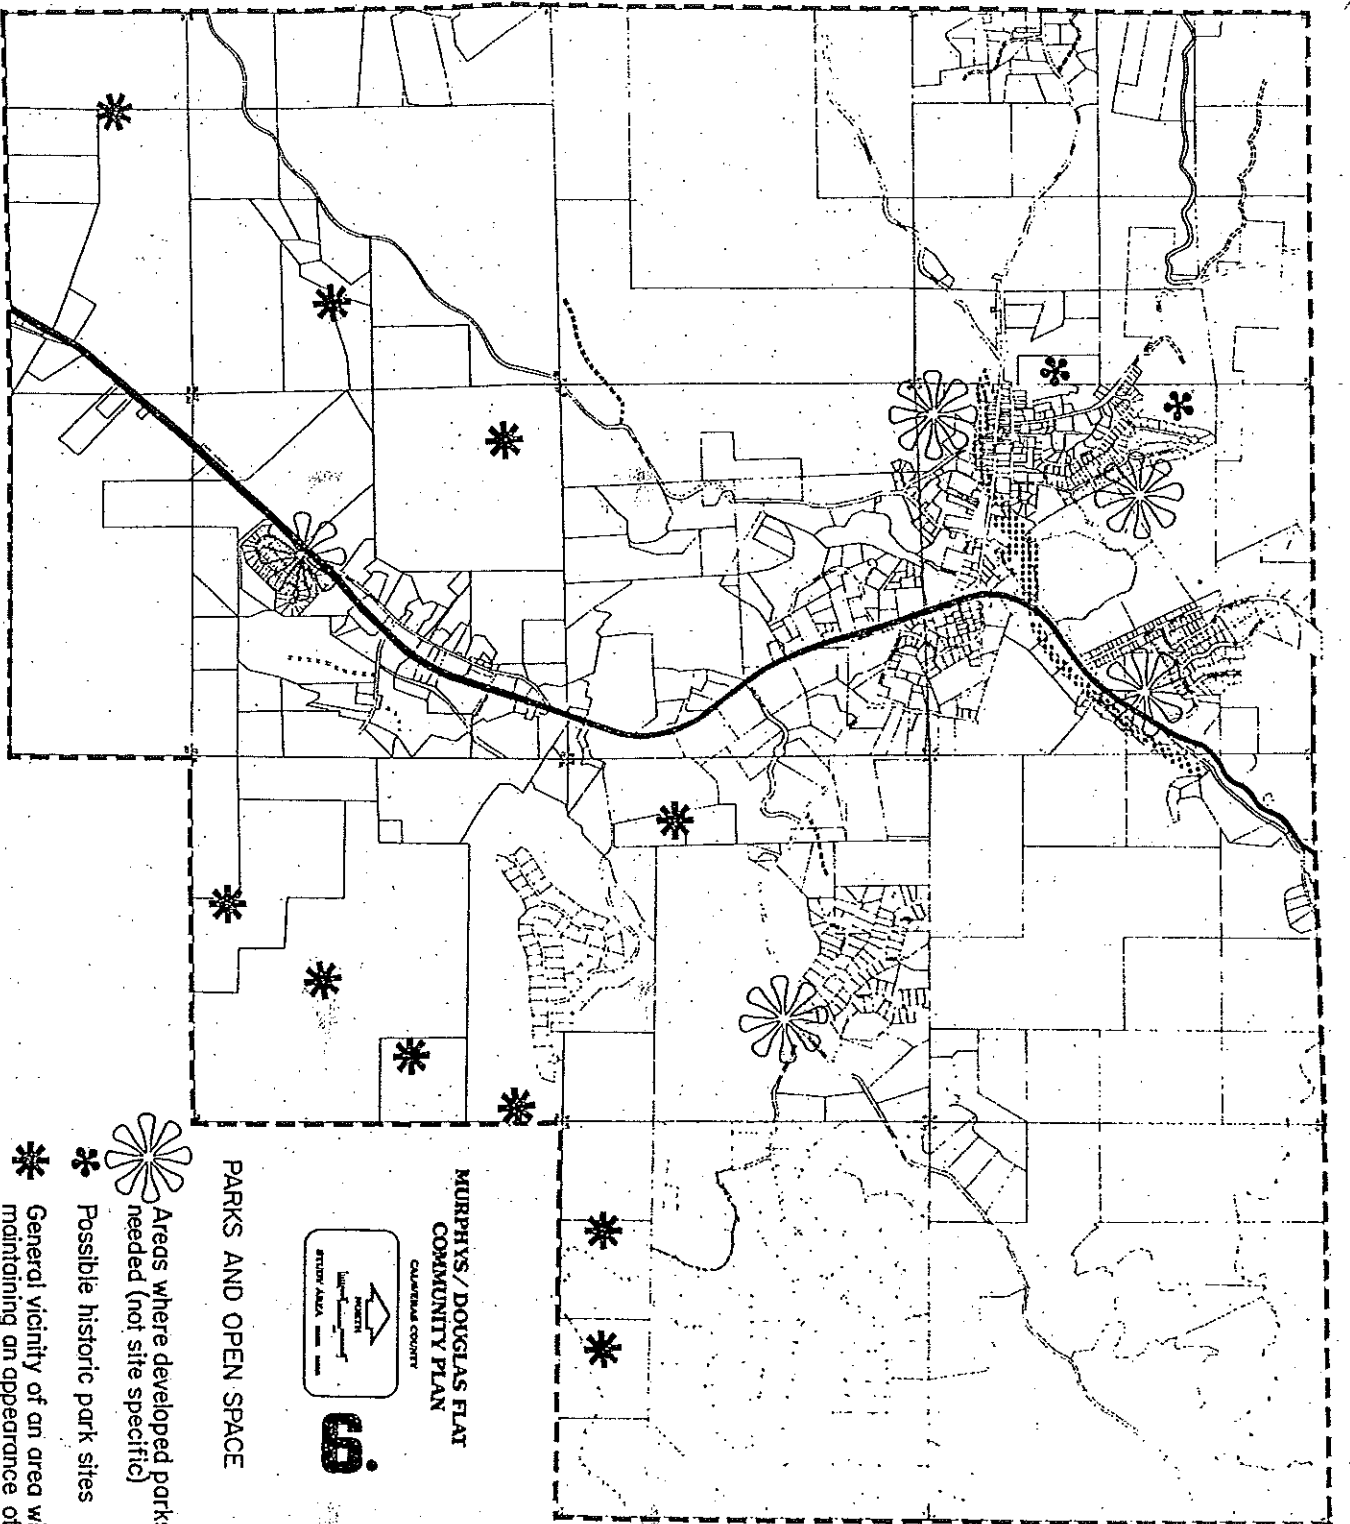 MURPHYS/DOUGLAS FLAT
COMMUNITY PLAN
CALAVERAS COUNTY
NORTH
STUDY AREA
6.
PARKS AND OPEN SPACE
Areas where developed parks
needed (not site specific)
Possible historic park sites
General vicinity of an area
maintaining an appearance